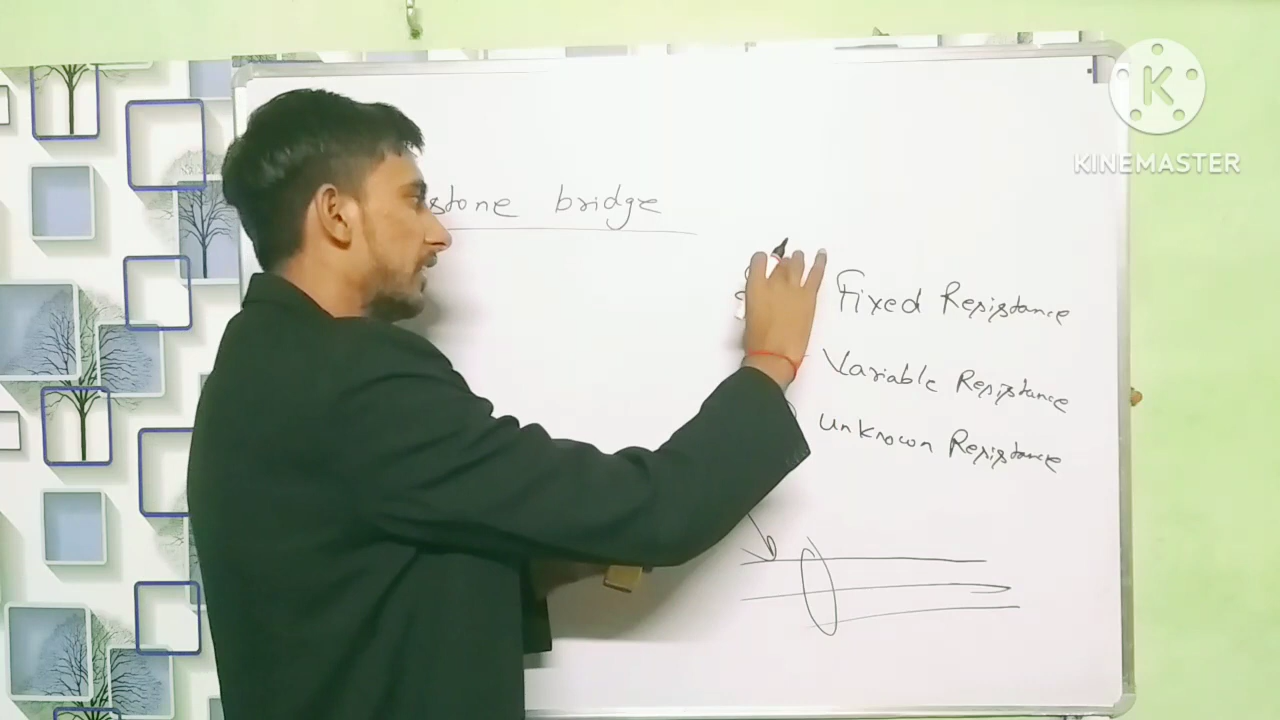 stone bridge
Fixed Resistance
Variable Resistance
Unknown Resistance
K
KINEMASTER